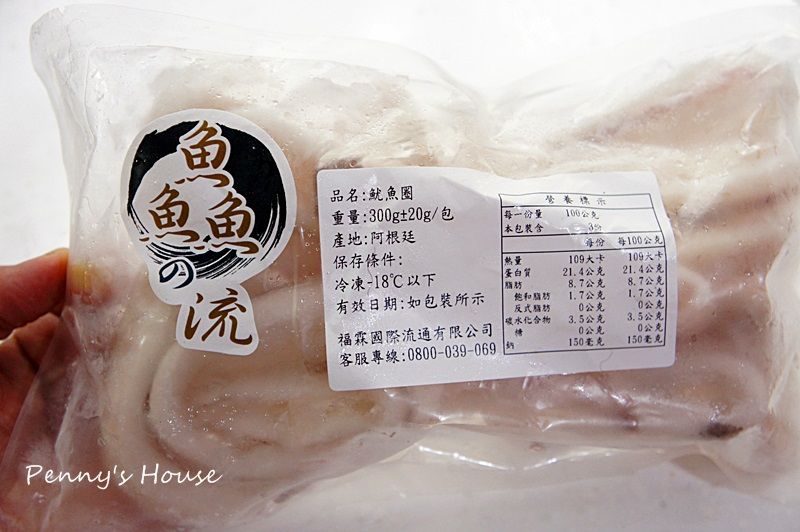 魚
魚魚
の
流
品名:魷魚圈
重量:300g±20g/包
產地:阿根廷
保存條件:
冷凍-18℃以下
有效日期:如包裝所示
福霖國際流通有限公司
客服專線:0800-039-069
營養標示
每一份量 100公克
本包裝含 3份
每份 每100公克
熱量 109大卡 109大卡
蛋白質 21.4公克 21.4公克
脂肪 8.7公克 8.7公克
飽和脂肪 1.7公克 1.7公克
反式脂肪 0公克 0公克
碳水化合物 3.5公克 3.5公克
糖 0公克 0公克
鈉 150毫克 150毫克
Penny's House